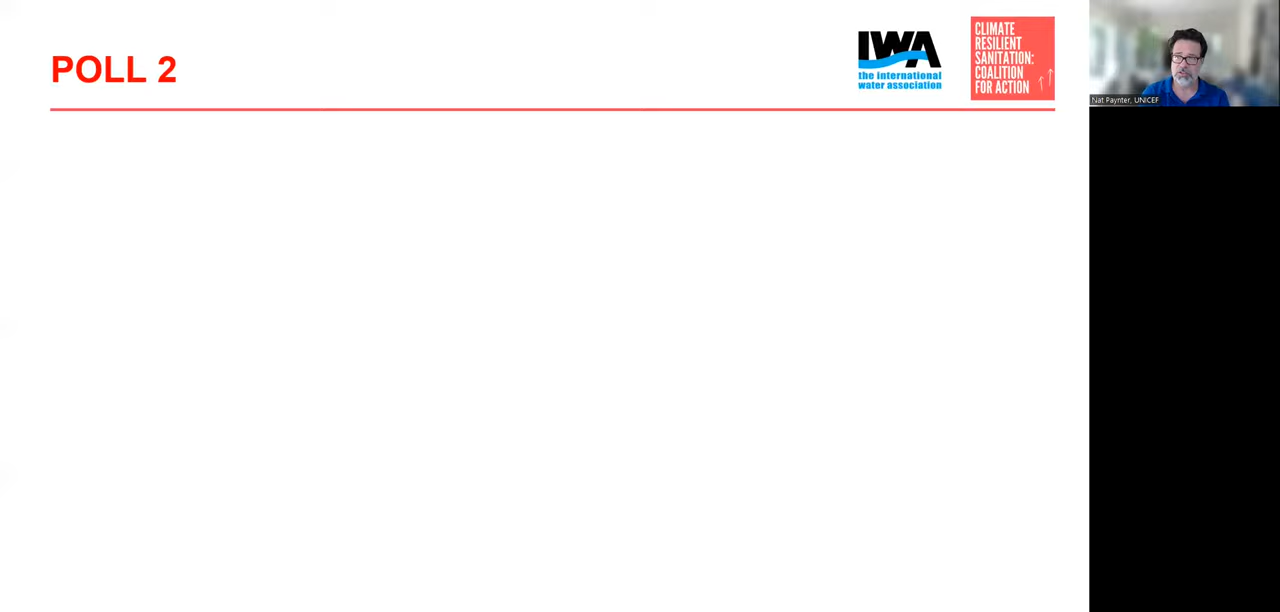 POLL 2
IWA
the international
water association
CLIMATE
RESILIENT
SANITATION:
COALITION
FOR ACTION
Nat Paynter, UNICEF